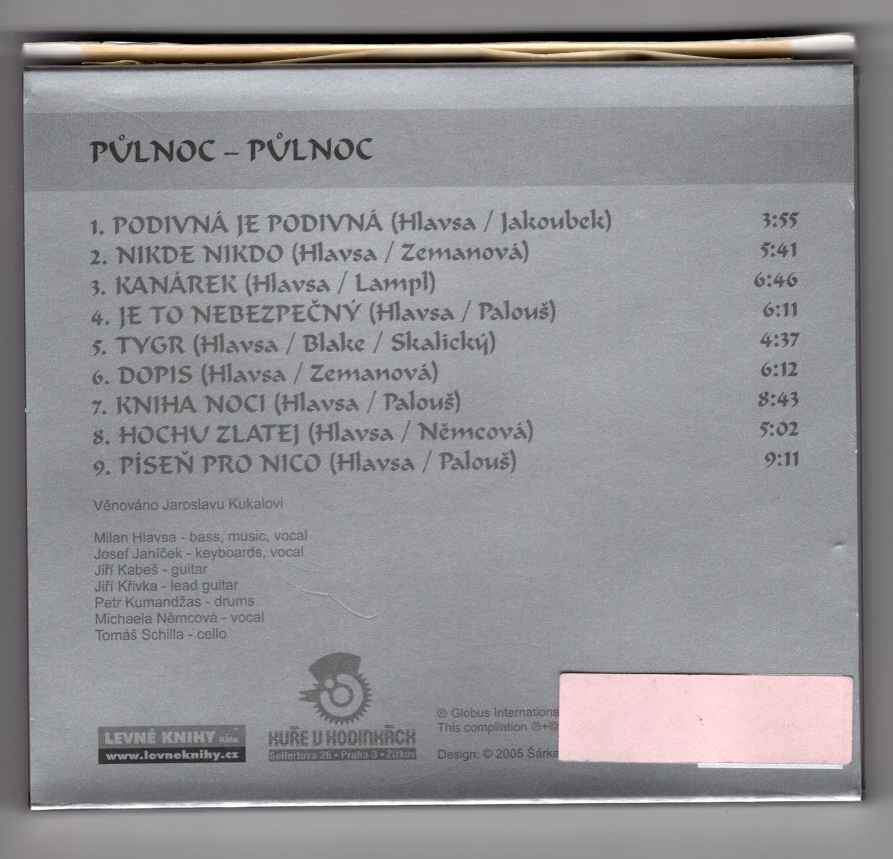 PŮLNOC – PŮLNOC
1. PODIVNÁ JE PODIVNÁ (Hlavsa / Jakoubek) 3:55
2. NIKDE NIKDO (Hlavsa / Zemanová) 5:41
3. KANÁREK (Hlavsa / Lampl) 6:46
4. JE TO NEBEZPEČNÝ (Hlavsa / Palouš) 6:11
5. TYGR (Hlavsa / Blake / Skalický) 4:37
6. DOPIS (Hlavsa / Zemanová) 6:12
7. KNIHA NOCI (Hlavsa / Palouš) 8:43
8. HOCHU ZLATEJ (Hlavsa / Němcová) 5:02
9. PÍSEŇ PRO NICO (Hlavsa / Palouš) 9:11
Věnováno Jaroslavu Kukalovi
Milan Hlavsa - bass, music, vocal
Josef Janíček - keyboards, vocal
Jiří Kabeš - guitar
Jiří Křivka - lead guitar
Petr Kumandžas - drums
Michaela Němcová - vocal
Tomáš Schilla - cello
LEVNÉ KNIHY
www.levneknihy.cz
KUŘE V HODINKÁCH
Seifertova 26 • Praha 3 • Žižkov
℗ Globus Internationa
This compilation ℗+©
Design: © 2005 Šárka